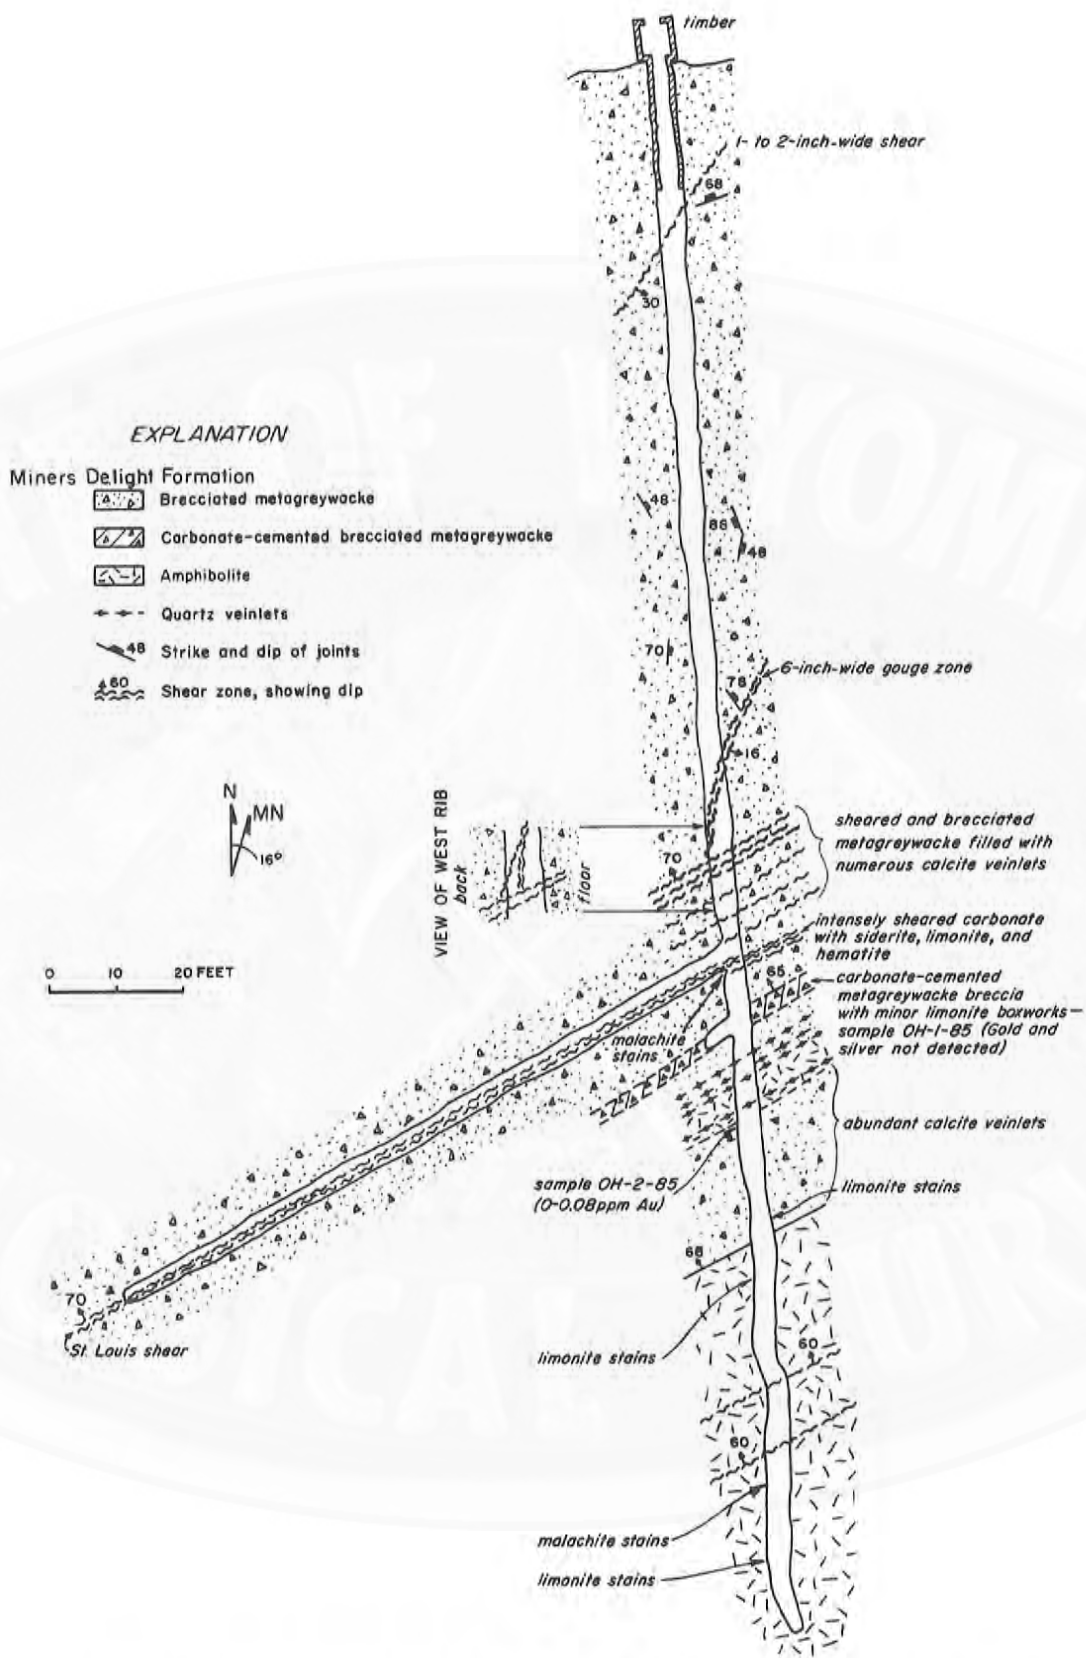 timber
1- to 2-inch-wide shear
68
30
EXPLANATION
Miners Delight Formation
Brecciated metagreywacke
Carbonate-cemented brecciated metagreywacke
Amphibolite
Quartz veinlets
48 Strike and dip of joints
60 Shear zone, showing dip
48
88
48
70
78
6-inch-wide gouge zone
16
N
MN
16°
0 10 20 FEET
VIEW OF WEST RIB
back
floor
70
sheared and brecciated
metagreywacke filled with
numerous calcite veinlets
intensely sheared carbonate
with siderite, limonite, and
hematite
65
carbonate-cemented
metagreywacke breccia
with minor limonite boxworks—
sample OH-1-85 (Gold and
silver not detected)
malachite
stains
abundant calcite veinlets
sample OH-2-85
(0-0.08ppm Au)
limonite stains
68
70
St. Louis shear
limonite stains
60
60
malachite stains
limonite stains